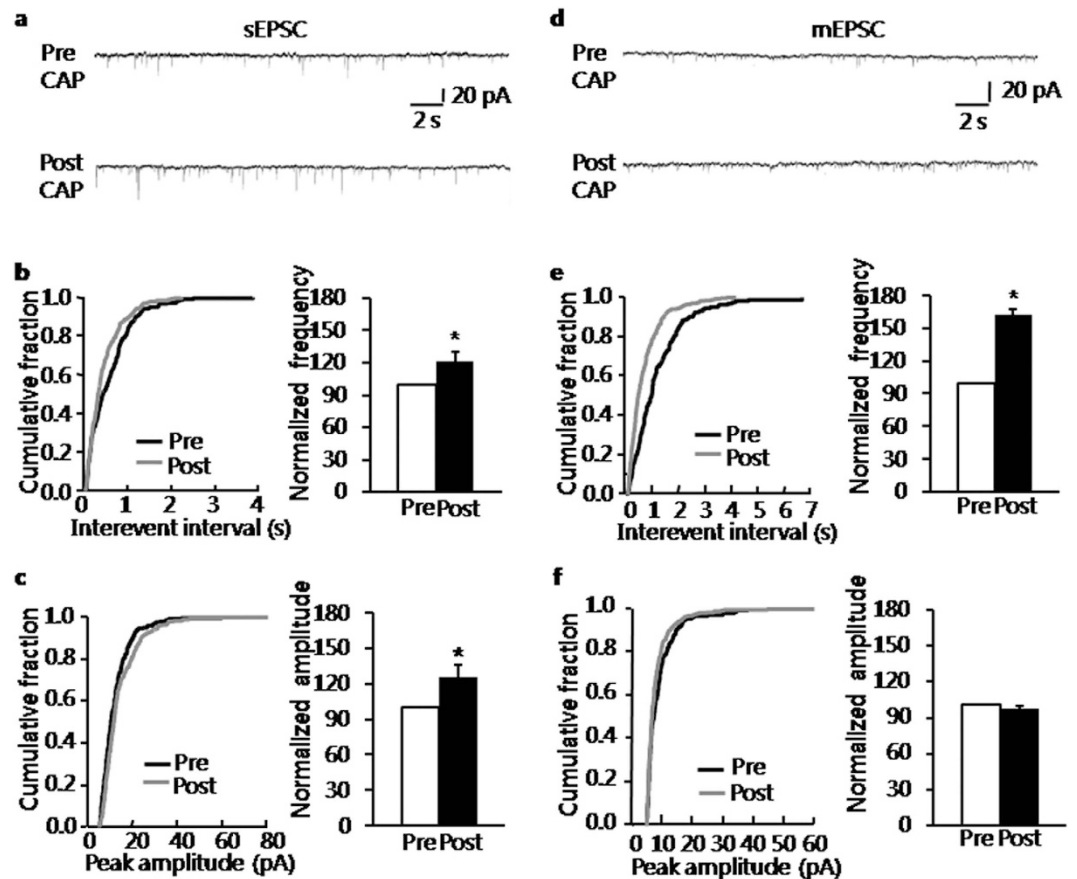 a
sEPSC
Pre
CAP
20 pA
2 s
Post
CAP
d
mEPSC
Pre
CAP
20 pA
2 s
Post
CAP
b
Cumulative fraction
1.0
0.8
0.6
0.4
0.2
0.0
Pre
Post
0 1 2 3 4
Interevent interval (s)
Normalized frequency
180
150
120
90
60
30
0
*
Pre Post
e
Cumulative fraction
1.0
0.8
0.6
0.4
0.2
0.0
Pre
Post
0 1 2 3 4 5 6 7
Interevent interval (s)
Normalized frequency
180
150
120
90
60
30
0
*
Pre Post
c
Cumulative fraction
1.0
0.8
0.6
0.4
0.2
0.0
Pre
Post
0 20 40 60 80
Peak amplitude (pA)
Normalized amplitude
180
150
120
90
60
30
0
*
Pre Post
f
Cumulative fraction
1.0
0.8
0.6
0.4
0.2
0.0
Pre
Post
0 10 20 30 40 50 60
Peak amplitude (pA)
Normalized amplitude
180
150
120
90
60
30
0
Pre Post